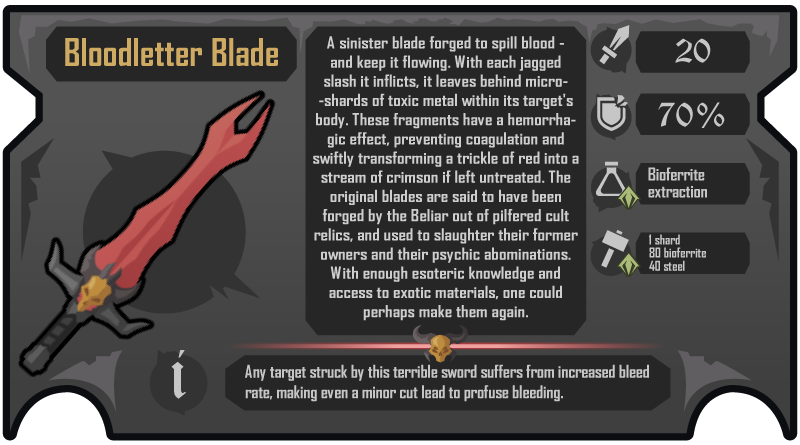 Bloodletter Blade
A sinister blade forged to spill blood -
and keep it flowing. With each jagged
slash it inflicts, it leaves behind micro-
-shards of toxic metal within its target's
body. These fragments have a hemorrha-
gic effect, preventing coagulation and
swiftly transforming a trickle of red into a
stream of crimson if left untreated. The
original blades are said to have been
forged by the Beliar out of pilfered cult
relics, and used to slaughter their former
owners and their psychic abominations.
With enough esoteric knowledge and
access to exotic materials, one could
perhaps make them again.
20
70%
Bioferrite
extraction
1 shard
80 bioferrite
40 steel
í
Any target struck by this terrible sword suffers from increased bleed
rate, making even a minor cut lead to profuse bleeding.